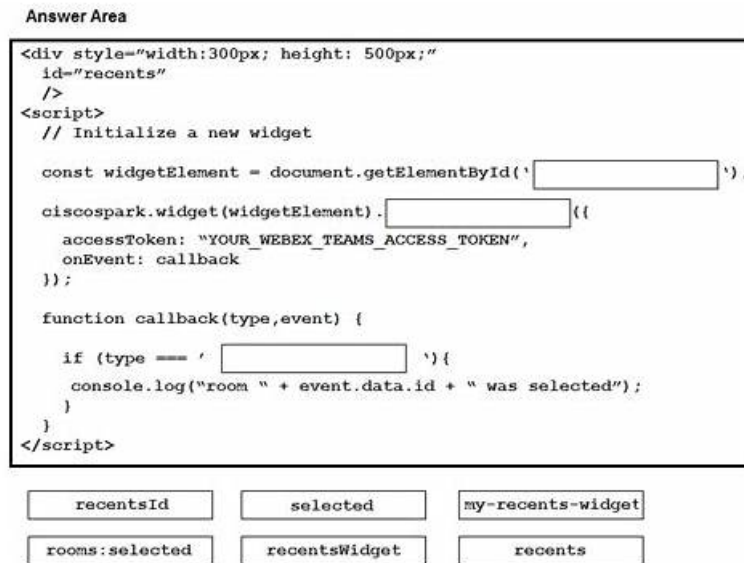 Answer Area
<div style="width:300px; height: 500px;"
id="recents"
/>
<script>
// Initialize a new widget
const widgetElement = document.getElementById('          ')
ciscospark.widget(widgetElement).          ({
accessToken: "YOUR_WEBEX_TEAMS_ACCESS_TOKEN",
onEvent: callback
});
function callback(type,event) {
if (type === '          '){
console.log("room " + event.data.id + " was selected");
}
}
</script>
recentsId selected my-recents-widget
rooms:selected recentsWidget recents